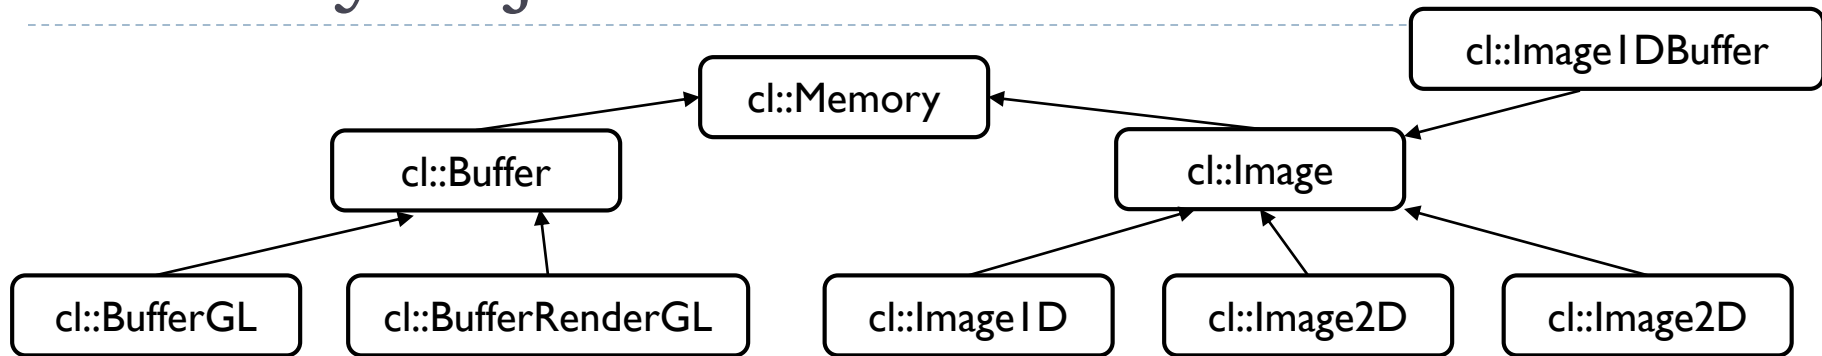 cl::Image1DBuffer
cl::Memory
cl::Buffer
cl::Image
cl::BufferGL
cl::BufferRenderGL
cl::Image1D
cl::Image2D
cl::Image2D